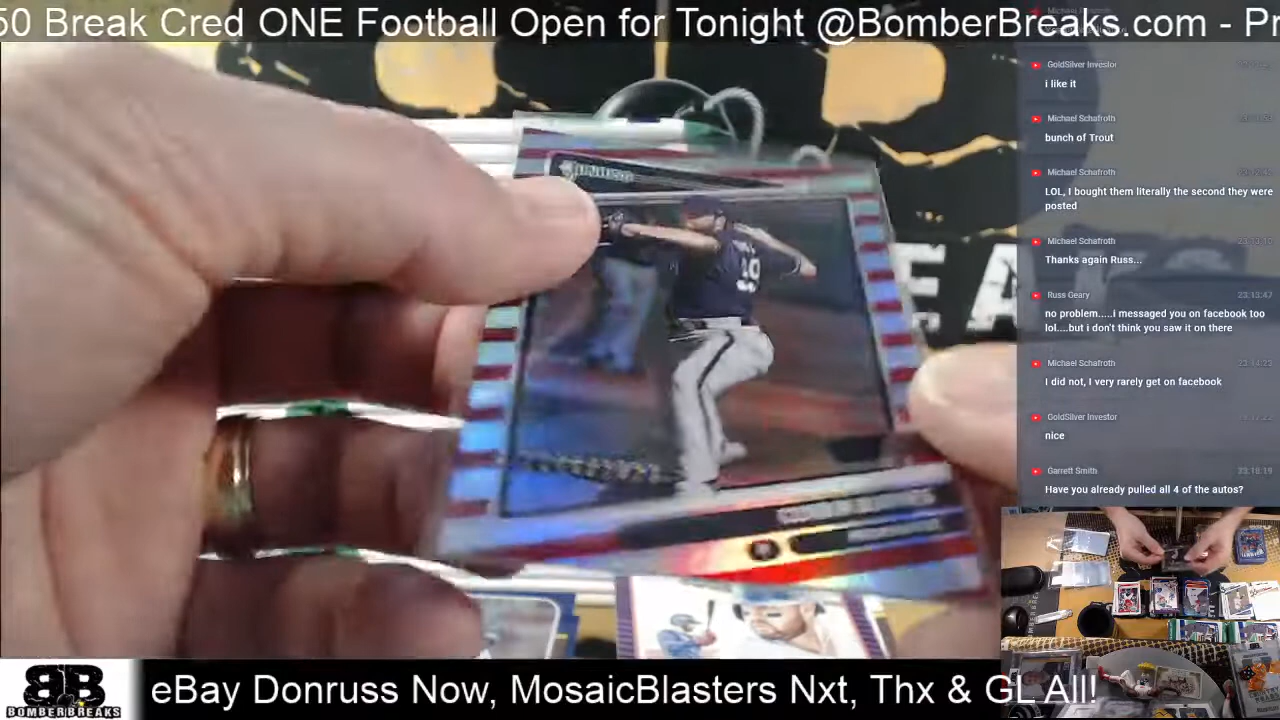 50 Break Cred ONE Football Open for Tonight @BomberBreaks.com - Pr
GoldSilver Investor
i like it
Michael Schafroth
bunch of Trout
Michael Schafroth
LOL, I bought them literally the second they were
posted
Michael Schafroth
Thanks again Russ...
Russ Geary
23:13:47
no problem.....i messaged you on facebook too
lol....but i don't think you saw it on there
Michael Schafroth
I did not, I very rarely get on facebook
GoldSilver Investor
nice
Garrett Smith
Have you already pulled all 4 of the autos?
BB
BOMBERBREAKS
eBay Donruss Now, MosaicBlasters Nxt, Thx & GL All!